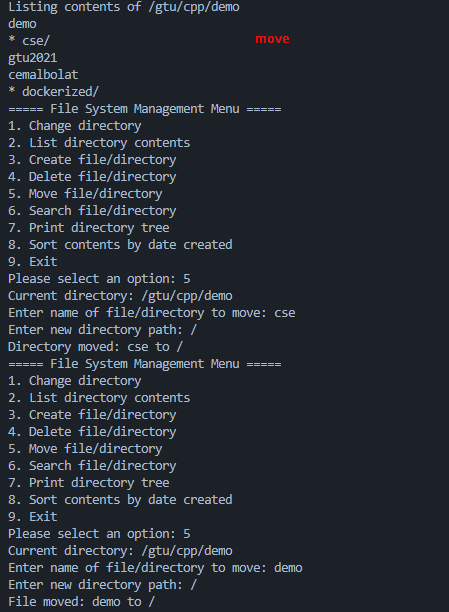 Listing contents of /gtu/cpp/demo
demo
* cse/
move
gtu2021
cemalbolat
* dockerized/
===== File System Management Menu =====
1. Change directory
2. List directory contents
3. Create file/directory
4. Delete file/directory
5. Move file/directory
6. Search file/directory
7. Print directory tree
8. Sort contents by date created
9. Exit
Please select an option: 5
Current directory: /gtu/cpp/demo
Enter name of file/directory to move: cse
Enter new directory path: /
Directory moved: cse to /
===== File System Management Menu =====
1. Change directory
2. List directory contents
3. Create file/directory
4. Delete file/directory
5. Move file/directory
6. Search file/directory
7. Print directory tree
8. Sort contents by date created
9. Exit
Please select an option: 5
Current directory: /gtu/cpp/demo
Enter name of file/directory to move: demo
Enter new directory path: /
File moved: demo to /